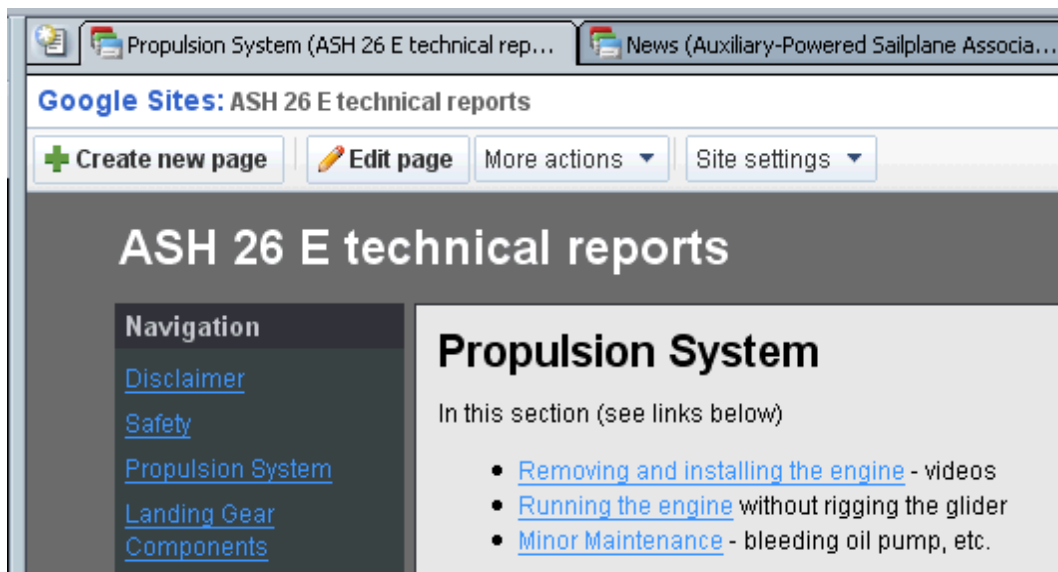 Propulsion System (ASH 26 E technical rep...
News (Auxiliary-Powered Sailplane Associa...
Google Sites: ASH 26 E technical reports
Create new page
Edit page
More actions
Site settings
ASH 26 E technical reports
Navigation
Disclaimer
Safety
Propulsion System
Landing Gear
Components
Propulsion System
In this section (see links below)
Removing and installing the engine - videos
Running the engine without rigging the glider
Minor Maintenance - bleeding oil pump, etc.